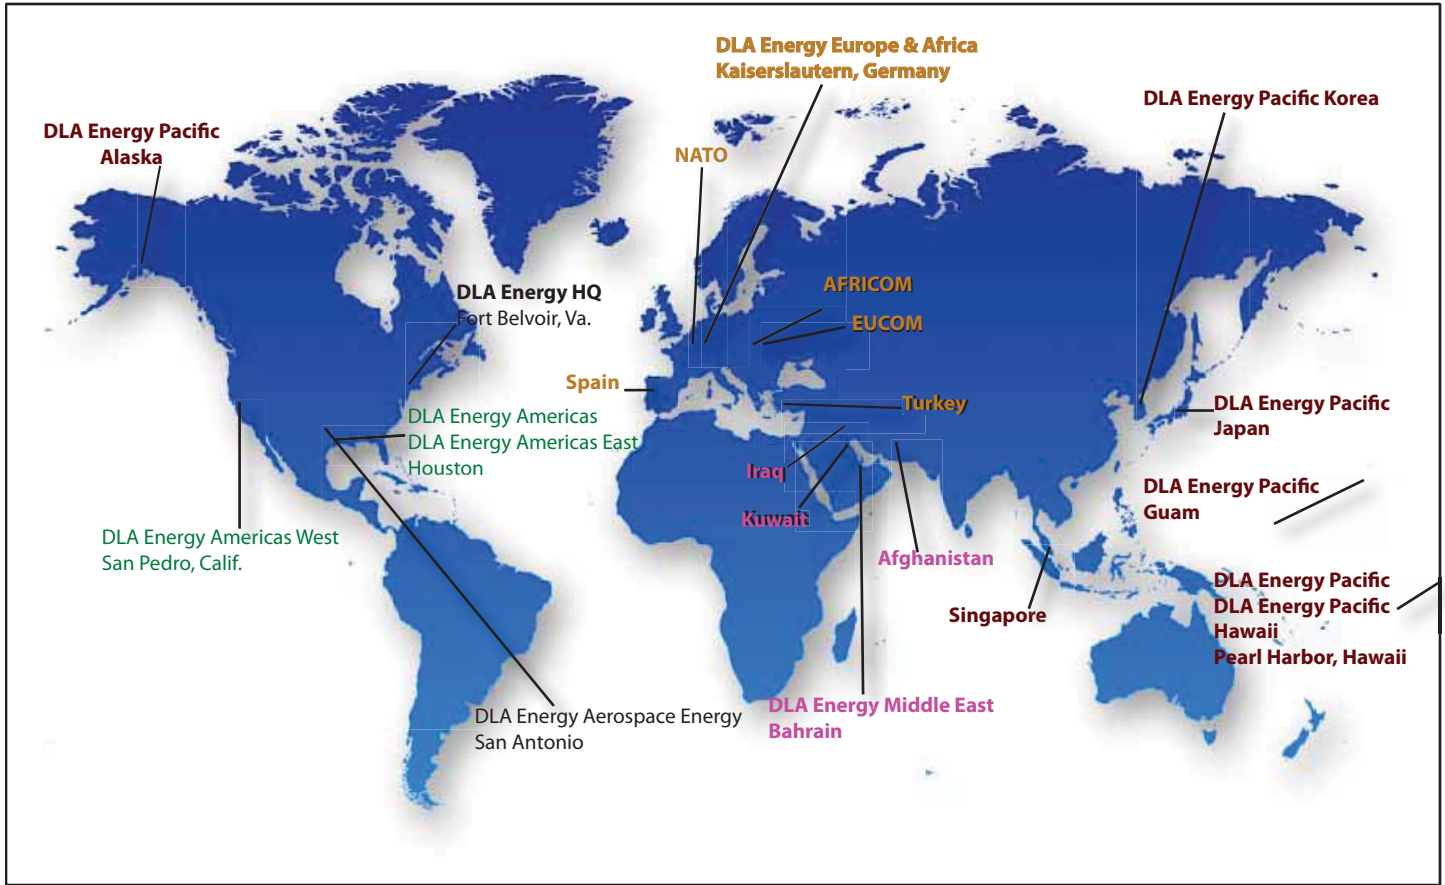 DLA Energy Europe & Africa
Kaiserslautern, Germany
DLA Energy Pacific Korea
DLA Energy Pacific
Alaska
NATO
AFRICOM
DLA Energy HQ
Fort Belvoir, Va.
EUCOM
Spain
Turkey
DLA Energy Pacific
Japan
DLA Energy Americas
DLA Energy Americas East
Houston
Iraq
DLA Energy Pacific
Guam
Kuwait
DLA Energy Americas West
San Pedro, Calif.
Afghanistan
Singapore
DLA Energy Pacific
DLA Energy Pacific
Hawaii
Pearl Harbor, Hawaii
DLA Energy Middle East
Bahrain
DLA Energy Aerospace Energy
San Antonio